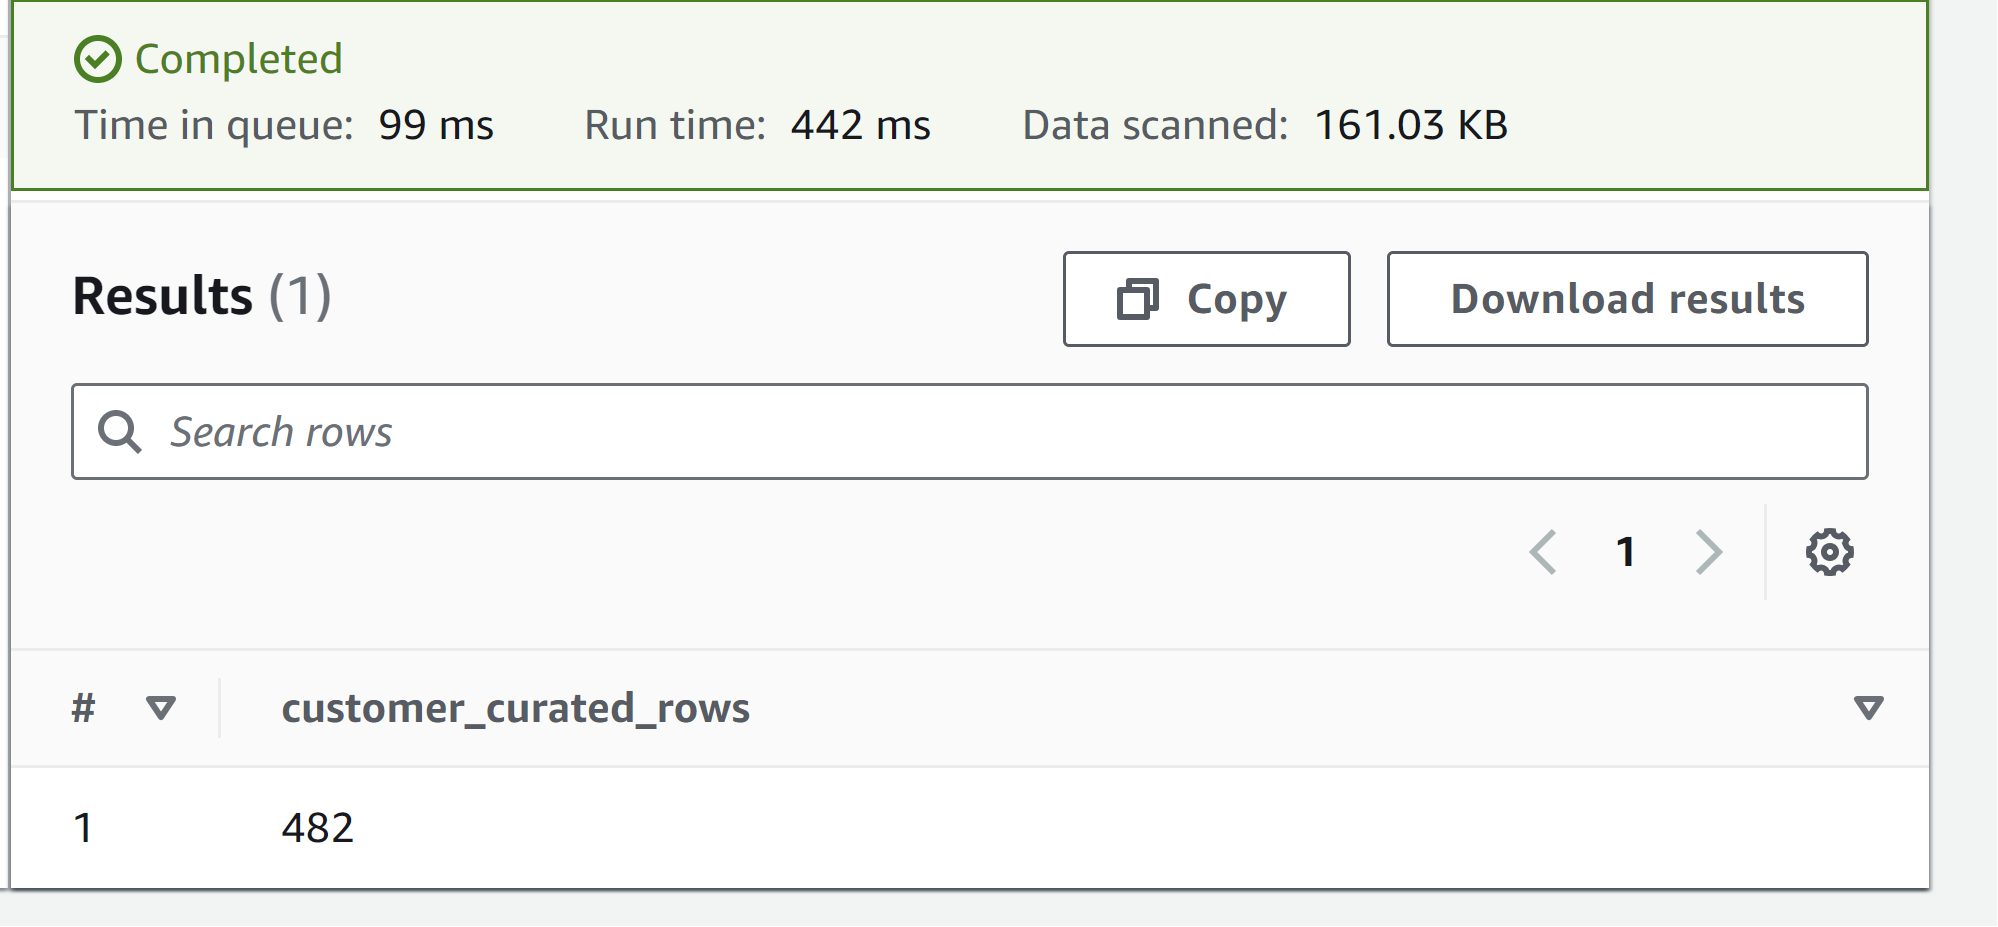 Completed
Time in queue: 99 ms Run time: 442 ms Data scanned: 161.03 KB
Results (1) Copy Download results
Search rows
1
# customer_curated_rows
1 482